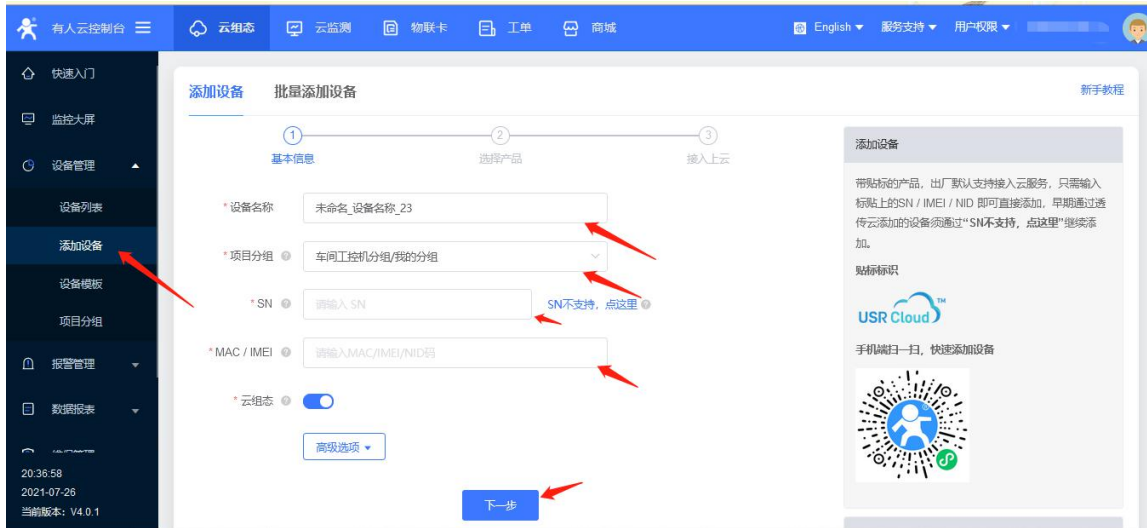 有人云控制台
云组态
云监测
物联卡
工单
商城
English
服务支持
用户权限
快速入门
监控大屏
设备管理
设备列表
添加设备
设备模板
项目分组
报警管理
数据报表
20:36:58
2021-07-26
当前版本：V4.0.1
添加设备
批量添加设备
新手教程
1
2
3
基本信息
选择产品
接入上云
* 设备名称
未命名_设备名称_23
* 项目分组
车间工控机分组/我的分组
* SN
请输入 SN
SN不支持，点这里
* MAC / IMEI
请输入MAC/IMEI/NID码
* 云组态
高级选项
下一步
添加设备
带贴标的产品，出厂默认支持接入云服务，只需输入
标贴上的SN / IMEI / NID 即可直接添加，早期通过透
传云添加的设备须通过“SN不支持，点这里”继续添
加。
贴标标识
USR Cloud™
手机端扫一扫，快速添加设备